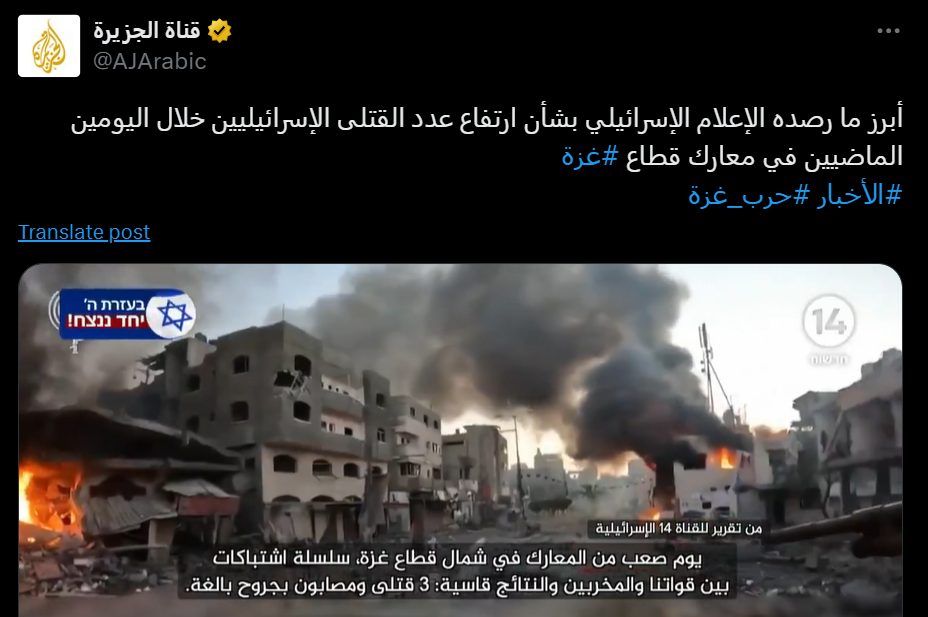 قناة الجزيرة
@AJArabic
أبرز ما رصده الإعلام الإسرائيلي بشأن ارتفاع عدد القتلى الإسرائيليين خلال اليومين
الماضيين في معارك قطاع #غزة
#الأخبار #حرب_غزة
Translate post
בעזרת ה'
יחד ננצח!
14
חדשות
من تقرير للقناة 14 الإسرائيلية
يوم صعب من المعارك في شمال قطاع غزة، سلسلة اشتباكات
بين قواتنا والمخربين والنتائج قاسية: 3 قتلى ومصابون بجروح بالغة.